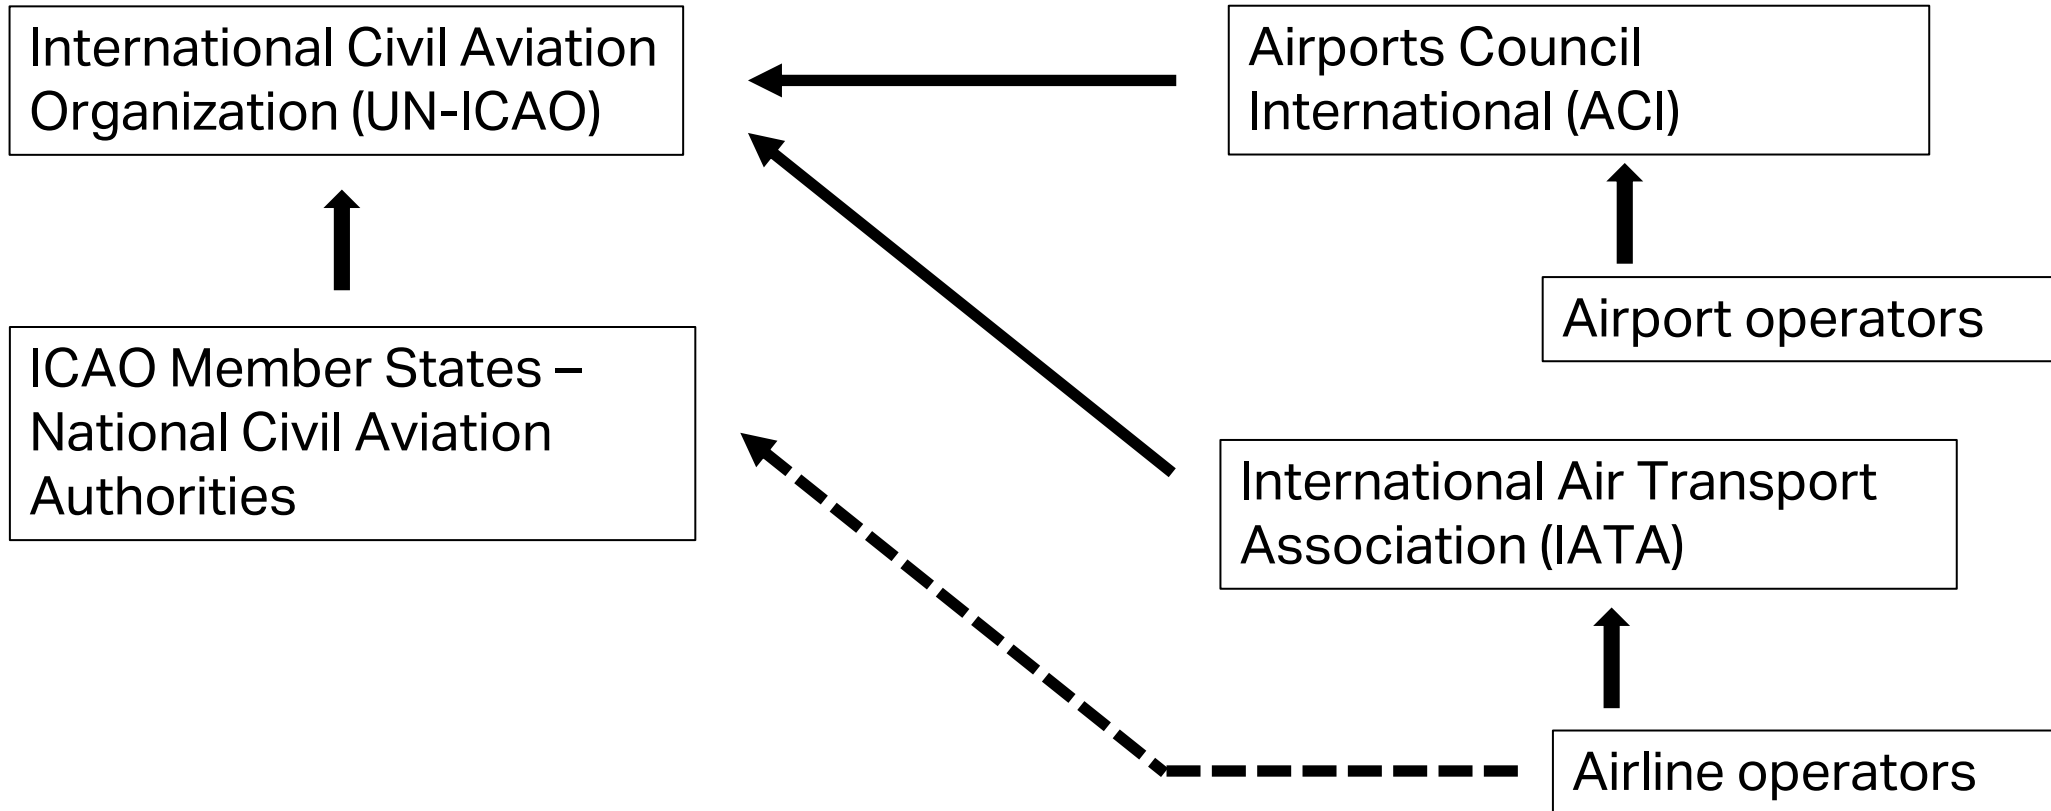 International Civil Aviation
Organization (UN-ICAO)
Airports Council
International (ACI)
Airport operators
ICAO Member States –
National Civil Aviation
Authorities
International Air Transport
Association (IATA)
Airline operators